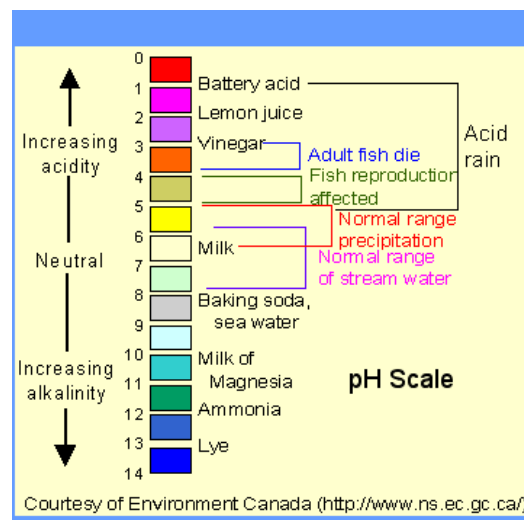 0
1
2
3
4
5
6
7
8
9
10
11
12
13
14
Increasing
acidity
Neutral
Increasing
alkalinity
Battery acid
Lemon juice
Vinegar
Milk
Baking soda,
sea water
Milk of
Magnesia
Ammonia
Lye
Adult fish die
Fish reproduction
affected
Normal range
precipitation
Normal range
of stream water
Acid
rain
pH Scale
Courtesy of Environment Canada (http://www.ns.ec.gc.ca/)